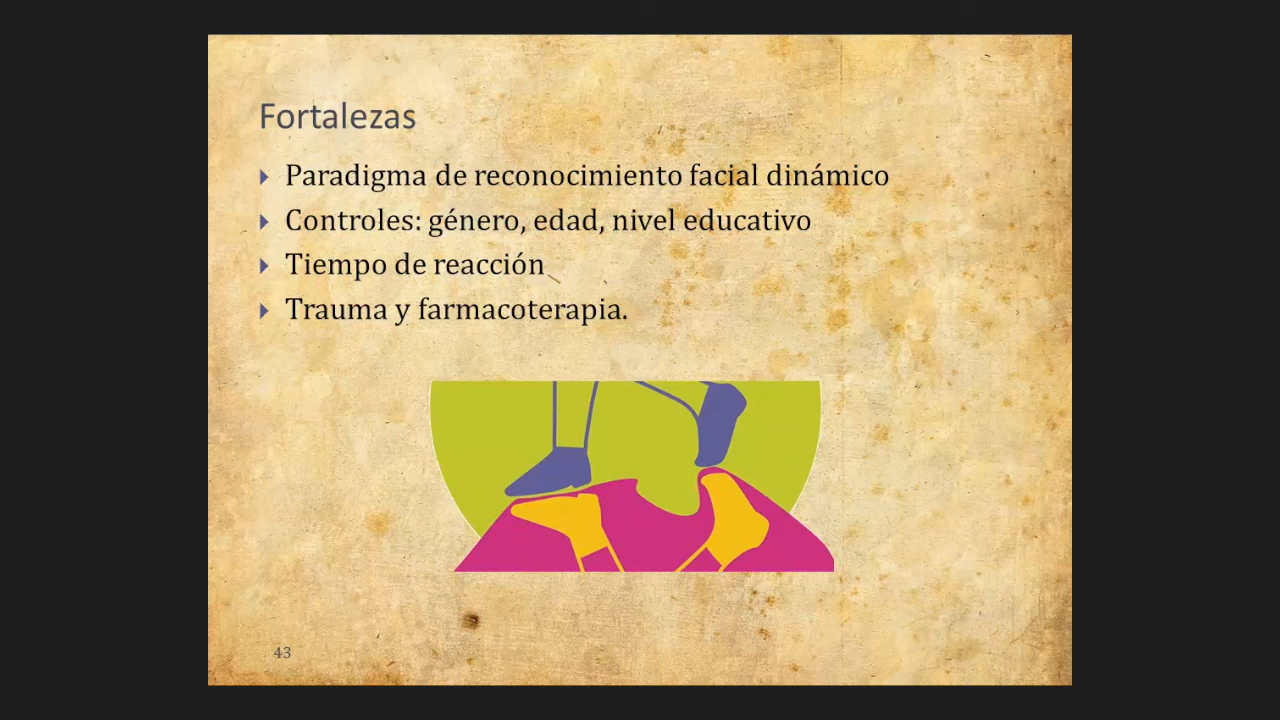 Fortalezas
Paradigma de reconocimiento facial dinámico
Controles: género, edad, nivel educativo
Tiempo de reacción
Trauma y farmacoterapia.
43